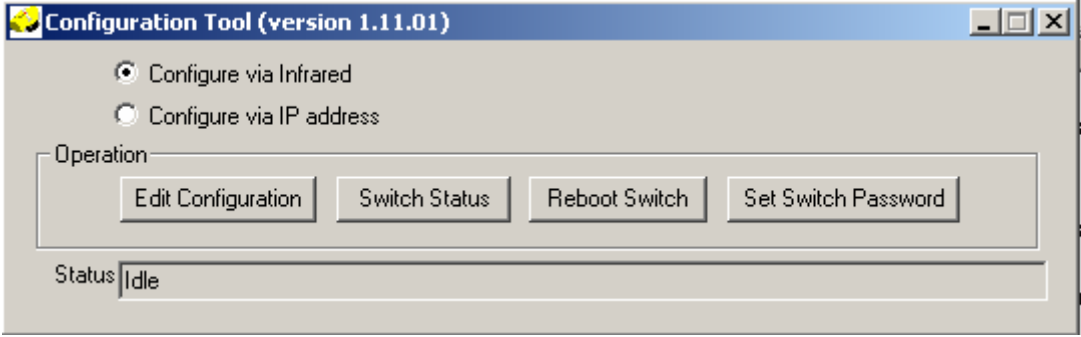 Configuration Tool (version 1.11.01)
Configure via Infrared
Configure via IP address
Operation
Edit Configuration Switch Status Reboot Switch Set Switch Password
Status Idle